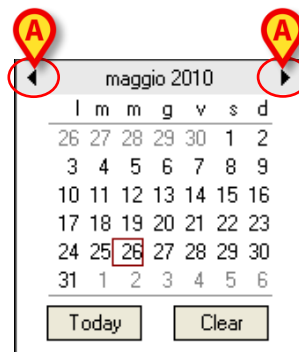 A A
maggio 2010
l m m g v s d
26 27 28 29 30 1 2
3 4 5 6 7 8 9
10 11 12 13 14 15 16
17 18 19 20 21 22 23
24 25 26 27 28 29 30
31 1 2 3 4 5 6
Today Clear